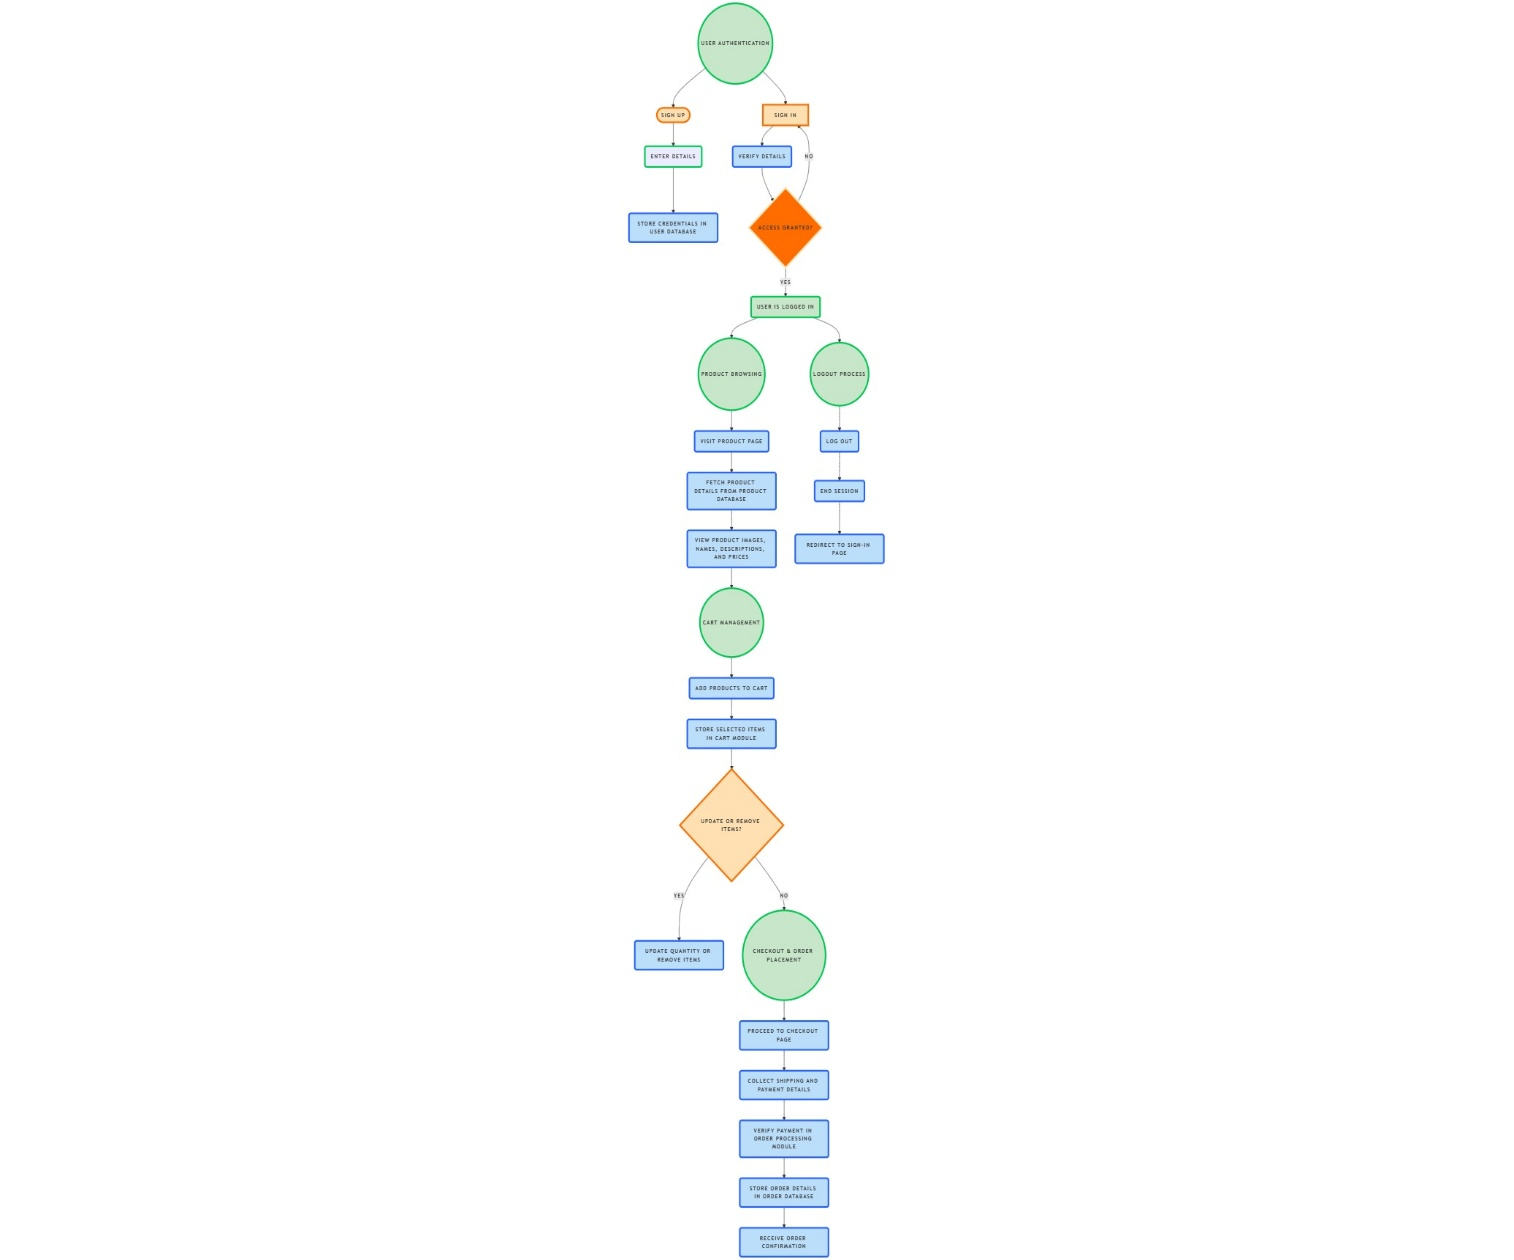 USER AUTHENTICATION
SIGN UP
SIGN IN
ENTER DETAILS
VERIFY DETAILS
NO
STORE CREDENTIALS IN
USER DATABASE
ACCESS GRANTED?
YES
USER IS LOGGED IN
PRODUCT BROWSING
LOGOUT PROCESS
VISIT PRODUCT PAGE
LOG OUT
FETCH PRODUCT
DETAILS FROM PRODUCT
DATABASE
END SESSION
VIEW PRODUCT IMAGES,
NAMES, DESCRIPTIONS,
AND PRICES
REDIRECT TO SIGN-IN
PAGE
CART MANAGEMENT
ADD PRODUCTS TO CART
STORE SELECTED ITEMS
IN CART MODULE
UPDATE OR REMOVE
ITEMS?
YES
NO
UPDATE QUANTITY OR
REMOVE ITEMS
CHECKOUT & ORDER
PLACEMENT
PROCEED TO CHECKOUT
PAGE
COLLECT SHIPPING AND
PAYMENT DETAILS
VERIFY PAYMENT IN
ORDER PROCESSING
MODULE
STORE ORDER DETAILS
IN ORDER DATABASE
RECEIVE ORDER
CONFIRMATION